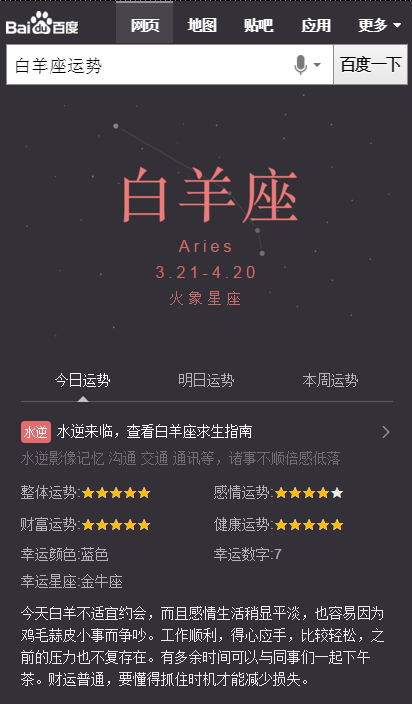 Bai百度 网页 地图 贴吧 应用 更多
白羊座运势 百度一下
白羊座
Aries
3.21-4.20
火象星座
今日运势 明日运势 本周运势
水逆 水逆来临，查看白羊座求生指南
水逆影像记忆 沟通 交通 通讯等，诸事不顺倍感低落
整体运势: 感情运势:
财富运势: 健康运势:
幸运颜色:蓝色 幸运数字:7
幸运星座:金牛座
今天白羊不适宜约会，而且感情生活稍显平淡，也容易因为
鸡毛蒜皮小事而争吵。工作顺利，得心应手，比较轻松，之
前的压力也不复存在。有多余时间可以与同事们一起下午
茶。财运普通，要懂得抓住时机才能减少损失。